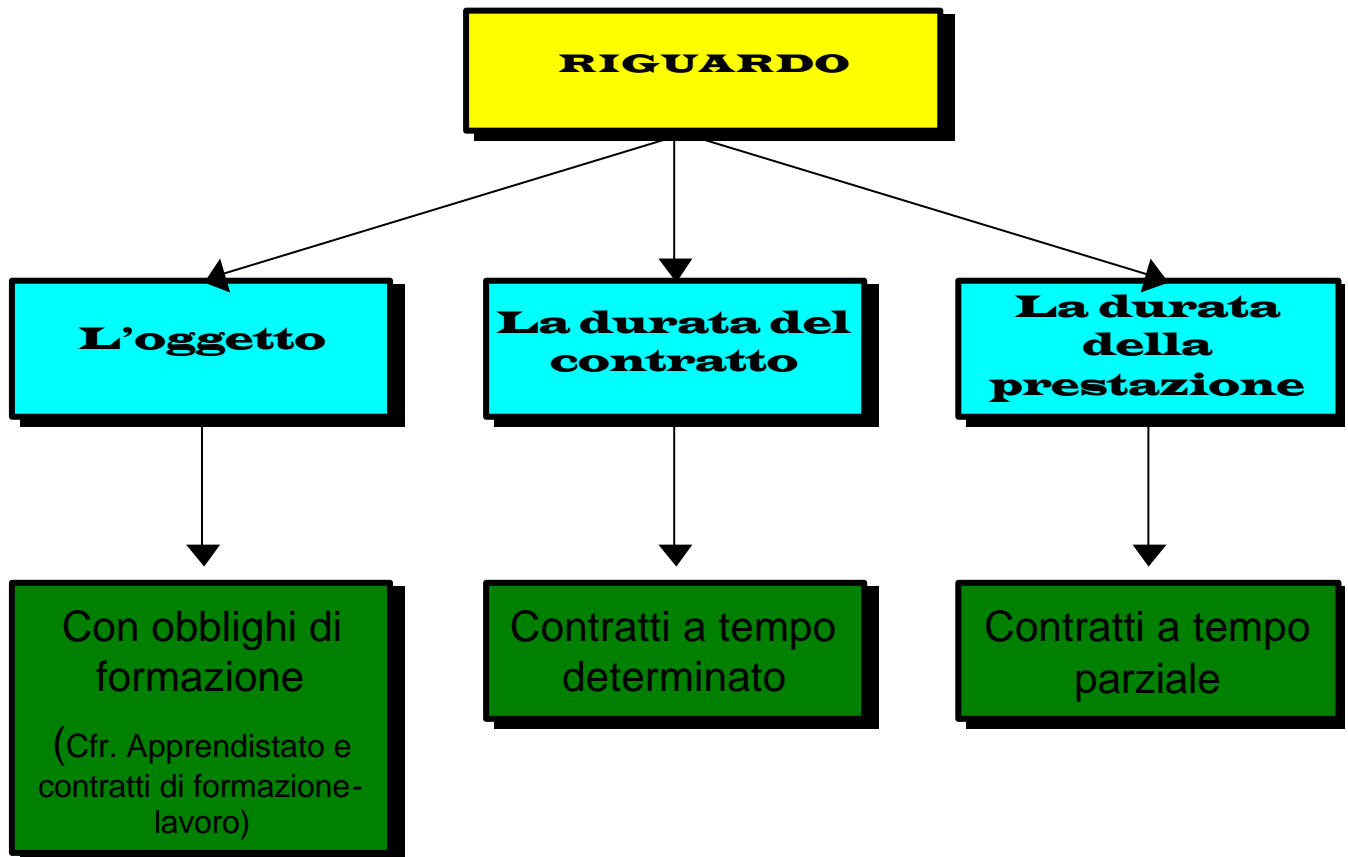 RIGUARDO
L’oggetto
La durata del
contratto
La durata
della
prestazione
Con obblighi di
formazione
(Cfr. Apprendistato e
contratti di formazione-
lavoro)
Contratti a tempo
determinato
Contratti a tempo
parziale